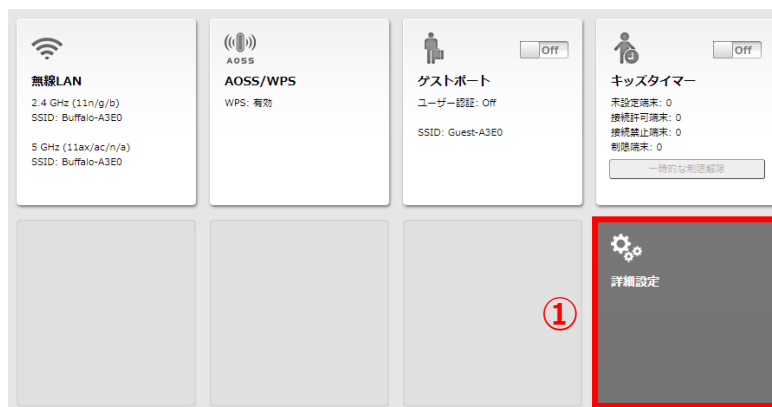 無線LAN
2.4 GHz (11n/g/b)
SSID: Buffalo-A3E0
5 GHz (11ax/ac/n/a)
SSID: Buffalo-A3E0
AOSS
AOSS/WPS
WPS: 有効
Off
ゲストポート
ユーザー認証: Off
SSID: Guest-A3E0
Off
キッズタイマー
未設定端末: 0
接続許可端末: 0
接続禁止端末: 0
制限端末: 0
一時的な制限解除
①
詳細設定